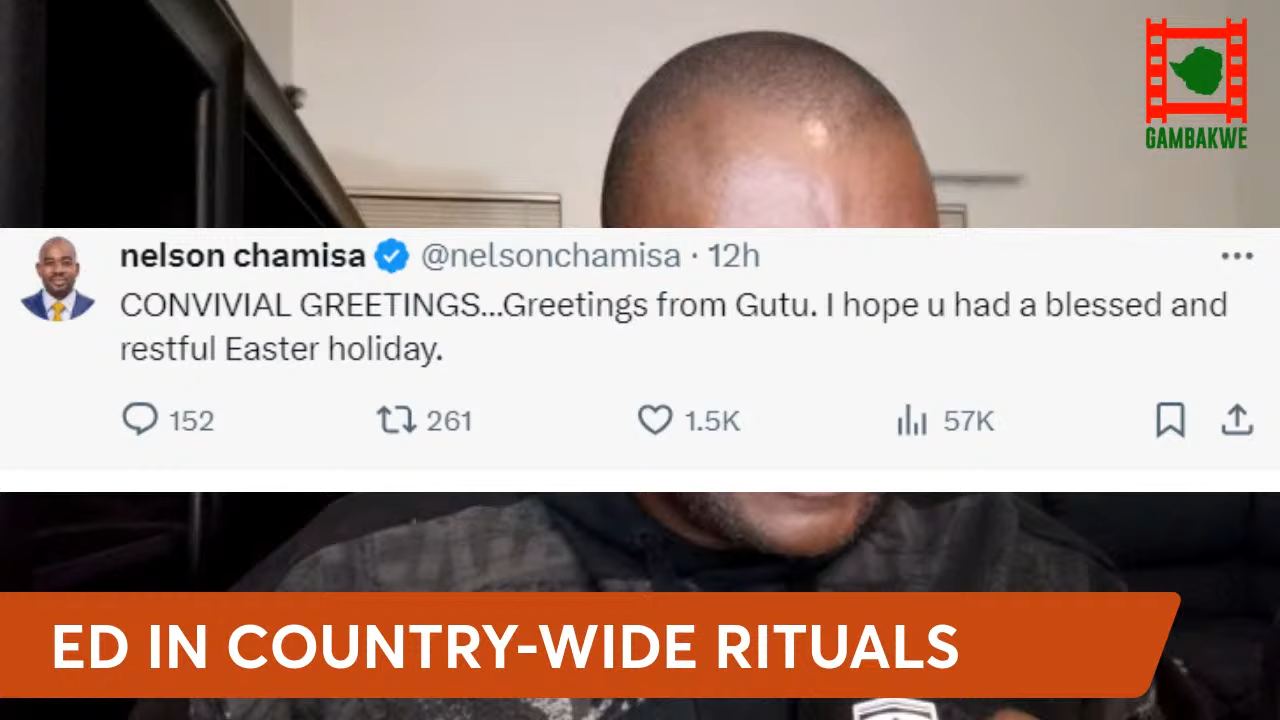 GAMBAKWE
nelson chamisa @nelsonchamisa · 12h
CONVIVIAL GREETINGS...Greetings from Gutu. I hope u had a blessed and
restful Easter holiday.
152 261 1.5K 57K
ED IN COUNTRY-WIDE RITUALS